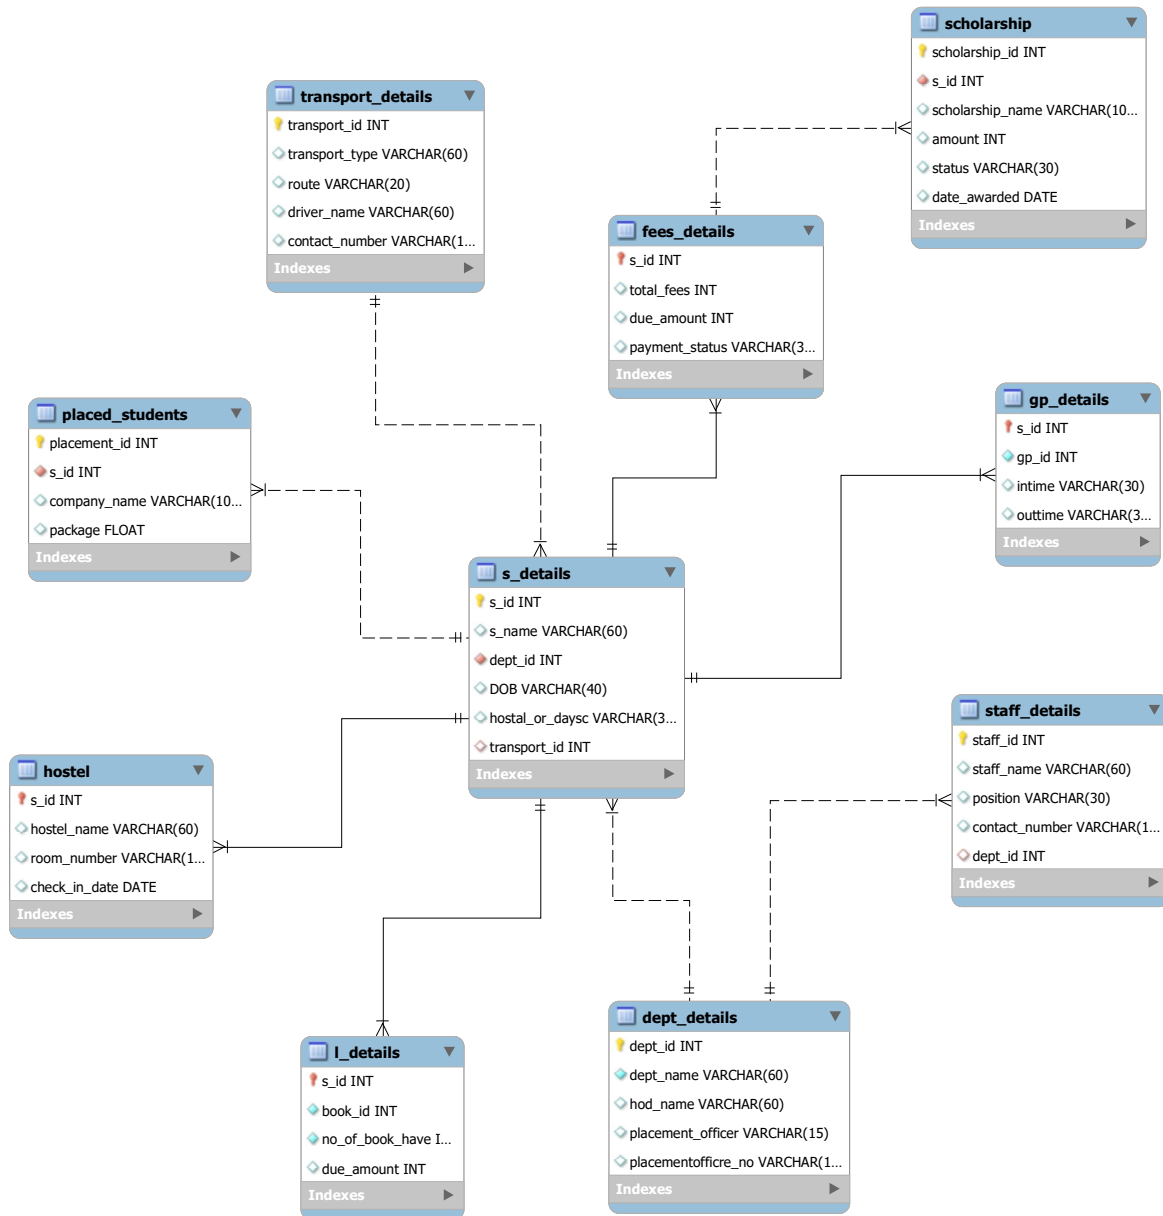 scholarship
scholarship_id INT
s_id INT
scholarship_name VARCHAR(10...
amount INT
status VARCHAR(30)
date_awarded DATE
Indexes
transport_details
transport_id INT
transport_type VARCHAR(60)
route VARCHAR(20)
driver_name VARCHAR(60)
contact_number VARCHAR(1...
Indexes
fees_details
s_id INT
total_fees INT
due_amount INT
payment_status VARCHAR(3...
Indexes
placed_students
placement_id INT
s_id INT
company_name VARCHAR(10...
package FLOAT
Indexes
gp_details
s_id INT
gp_id INT
intime VARCHAR(30)
outtime VARCHAR(3...
Indexes
s_details
s_id INT
s_name VARCHAR(60)
dept_id INT
DOB VARCHAR(40)
hostal_or_daysc VARCHAR(3...
transport_id INT
Indexes
staff_details
staff_id INT
staff_name VARCHAR(60)
position VARCHAR(30)
contact_number VARCHAR(1...
dept_id INT
Indexes
hostel
s_id INT
hostel_name VARCHAR(60)
room_number VARCHAR(1...
check_in_date DATE
Indexes
l_details
s_id INT
book_id INT
no_of_book_have I...
due_amount INT
Indexes
dept_details
dept_id INT
dept_name VARCHAR(60)
hod_name VARCHAR(60)
placement_officer VARCHAR(15)
placementofficre_no VARCHAR(1...
Indexes